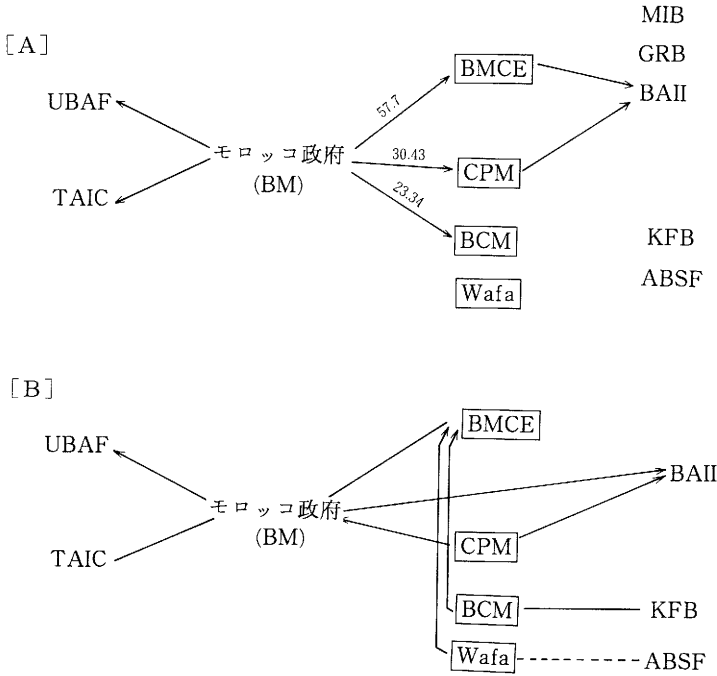 MIB
[A]
GRB
BMCE
BAII
UBAF
57.7
モロッコ政府
30.43
(BM)
CPM
TAIC
23.34
BCM
KFB
Wafa
ABSF
[B]
BMCE
UBAF
BAII
モロッコ政府
(BM)
CPM
TAIC
BCM
KFB
Wafa
ABSF